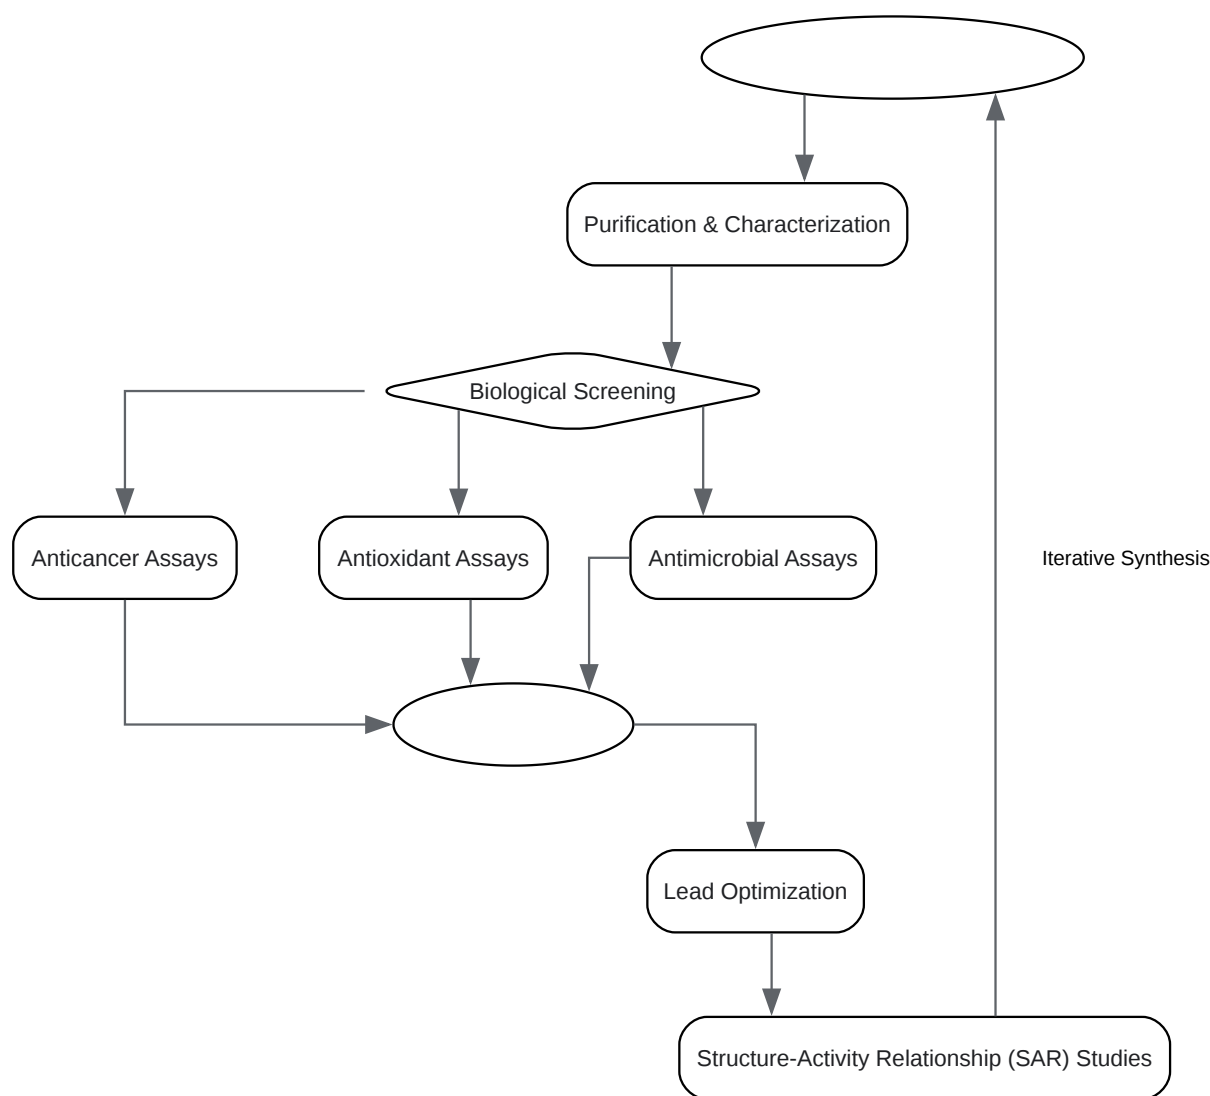 Purification & Characterization
Biological Screening
Anticancer Assays
Antioxidant Assays
Antimicrobial Assays
Iterative Synthesis
Lead Optimization
Structure-Activity Relationship (SAR) Studies